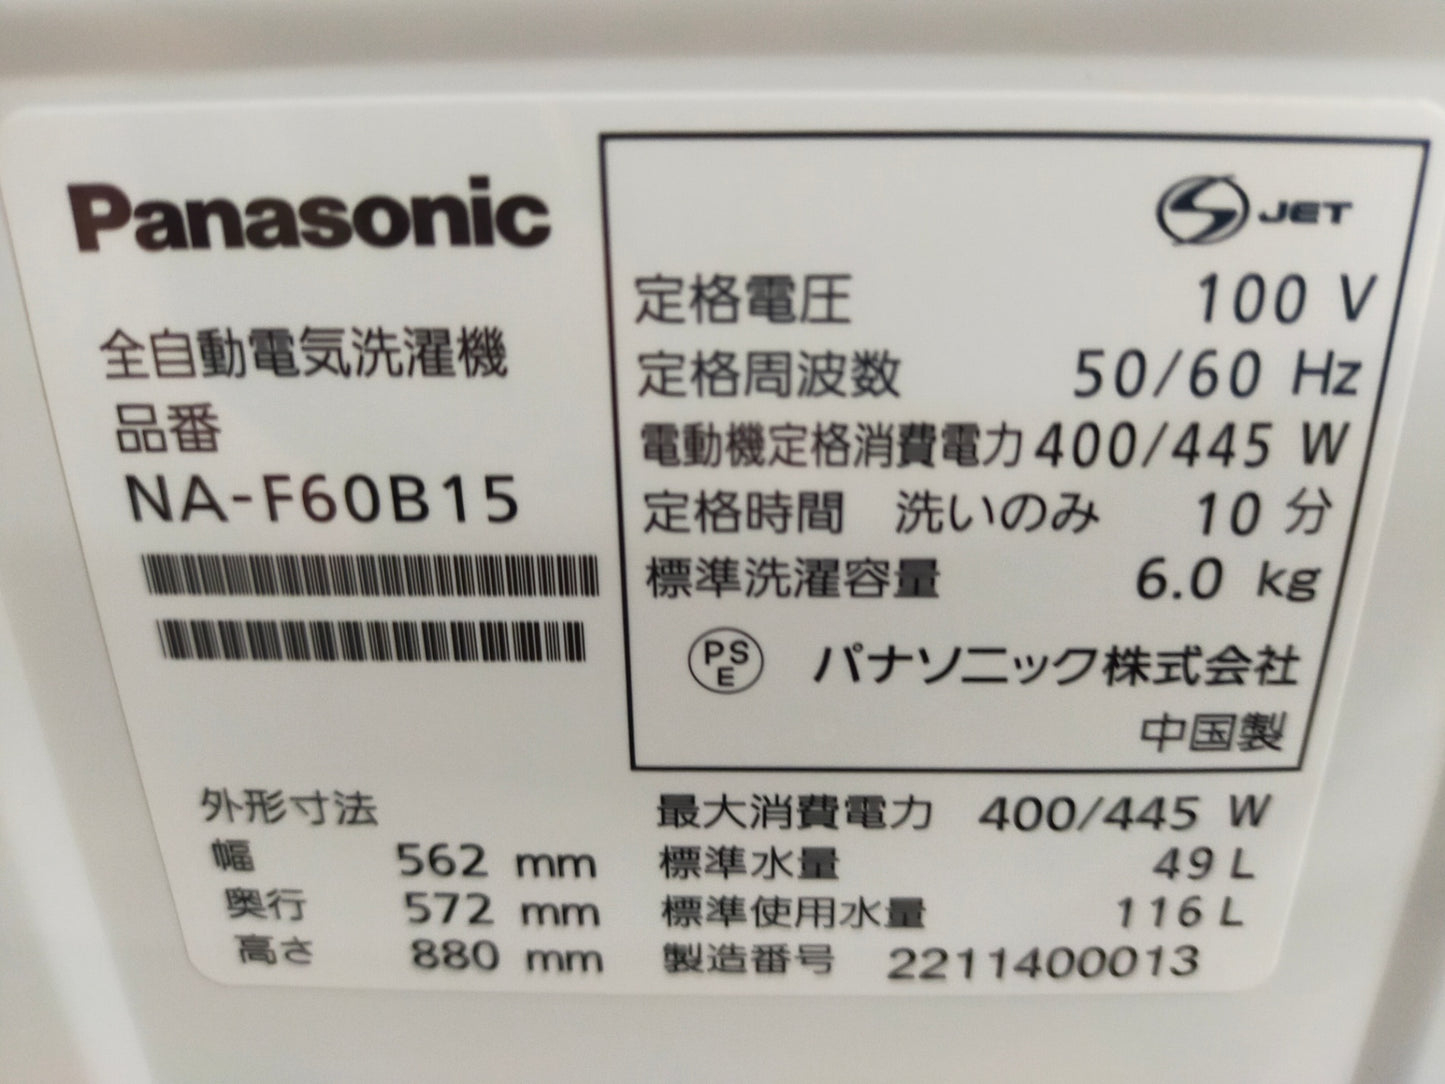 Panasonic
全自動電気洗濯機
品番
NA-F60B15
JET
定格電圧 100 V
定格周波数 50/60 Hz
電動機定格消費電力 400/445 W
定格時間 洗いのみ 10 分
標準洗濯容量 6.0 kg
PSE パナソニック株式会社
中国製
外形寸法
幅 562 mm
奥行 572 mm
高さ 880 mm
最大消費電力 400/445 W
標準水量 49 L
標準使用水量 116 L
製造番号 2211400013